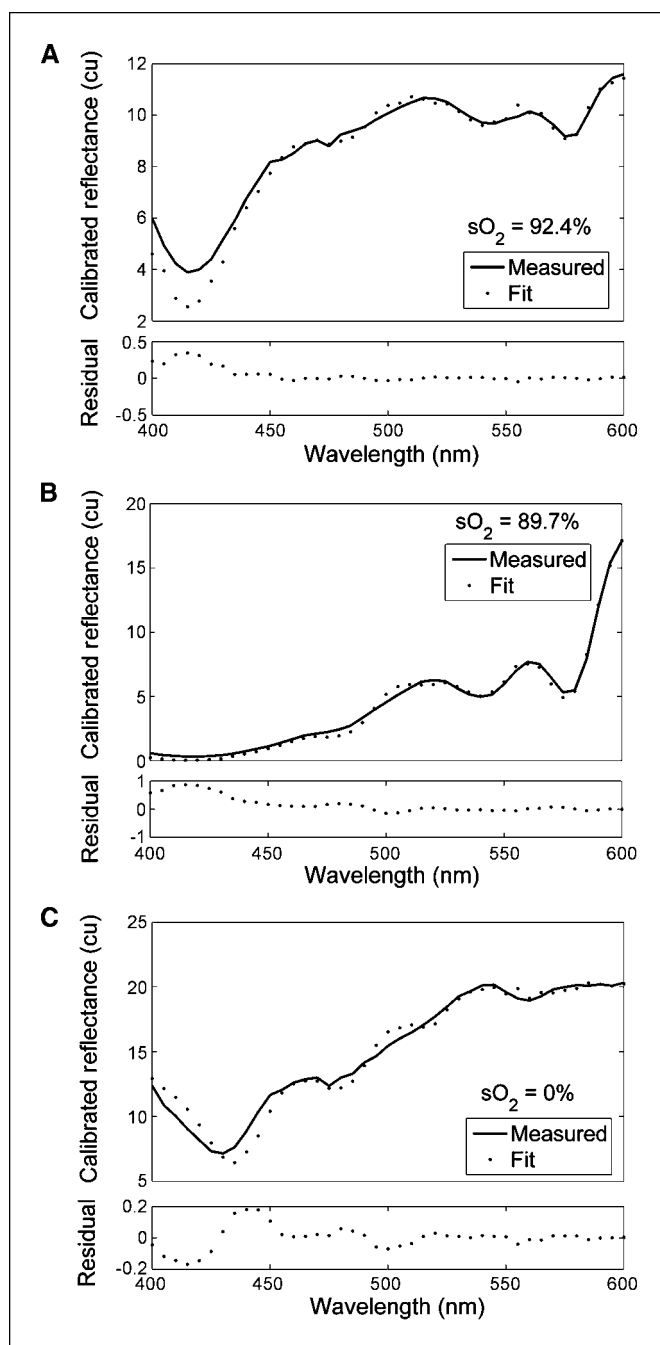 A
Calibrated reflectance (cu)
12
10
8
6
4
2
sO2 = 92.4%
Measured
Fit
Residual
0.5
0
-0.5
400 450 500 550 600
Wavelength (nm)
B
Calibrated reflectance (cu)
20
15
10
5
0
sO2 = 89.7%
Measured
Fit
Residual
1
0
-1
400 450 500 550 600
Wavelength (nm)
C
Calibrated reflectance (cu)
25
20
15
10
5
sO2 = 0%
Measured
Fit
Residual
0.2
0
-0.2
400 450 500 550 600
Wavelength (nm)